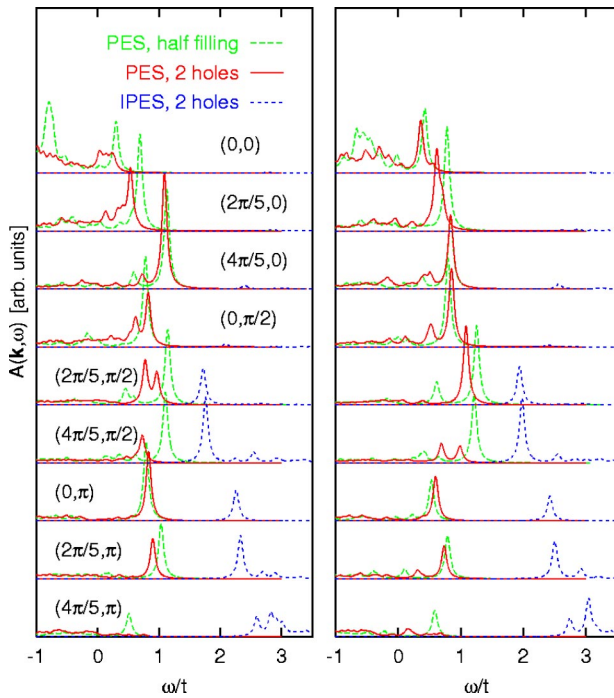 PES, half filling
PES, 2 holes
IPES, 2 holes
(0,0)
(2π/5,0)
(4π/5,0)
(0,π/2)
(2π/5,π/2)
(4π/5,π/2)
(0,π)
(2π/5,π)
(4π/5,π)
A(k,ω) [arb. units]
-1 0 1 2 3 -1 0 1 2 3
ω/t ω/t